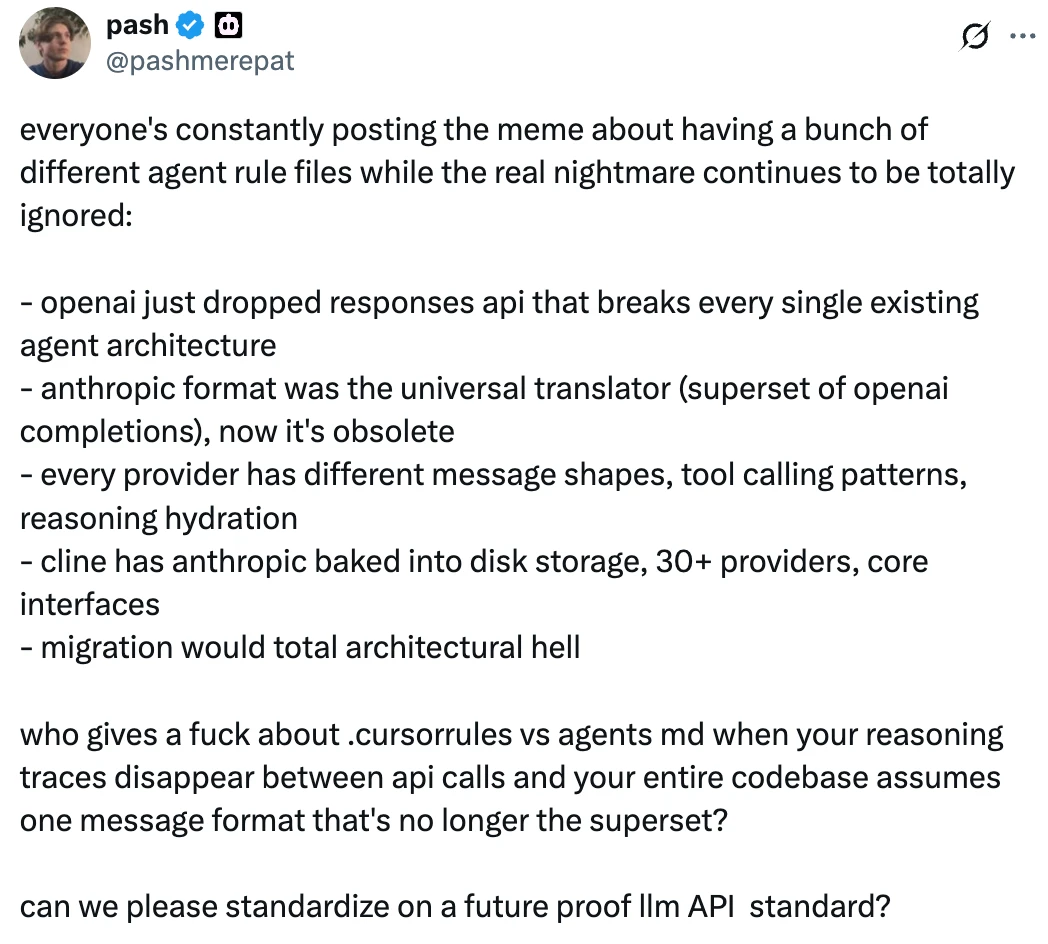 pash
@pashmerepat
everyone's constantly posting the meme about having a bunch of
different agent rule files while the real nightmare continues to be totally
ignored:
- openai just dropped responses api that breaks every single existing
agent architecture
- anthropic format was the universal translator (superset of openai
completions), now it's obsolete
- every provider has different message shapes, tool calling patterns,
reasoning hydration
- cline has anthropic baked into disk storage, 30+ providers, core
interfaces
- migration would total architectural hell
who gives a fuck about .cursorrules vs agents md when your reasoning
traces disappear between api calls and your entire codebase assumes
one message format that's no longer the superset?
can we please standardize on a future proof llm API  standard?